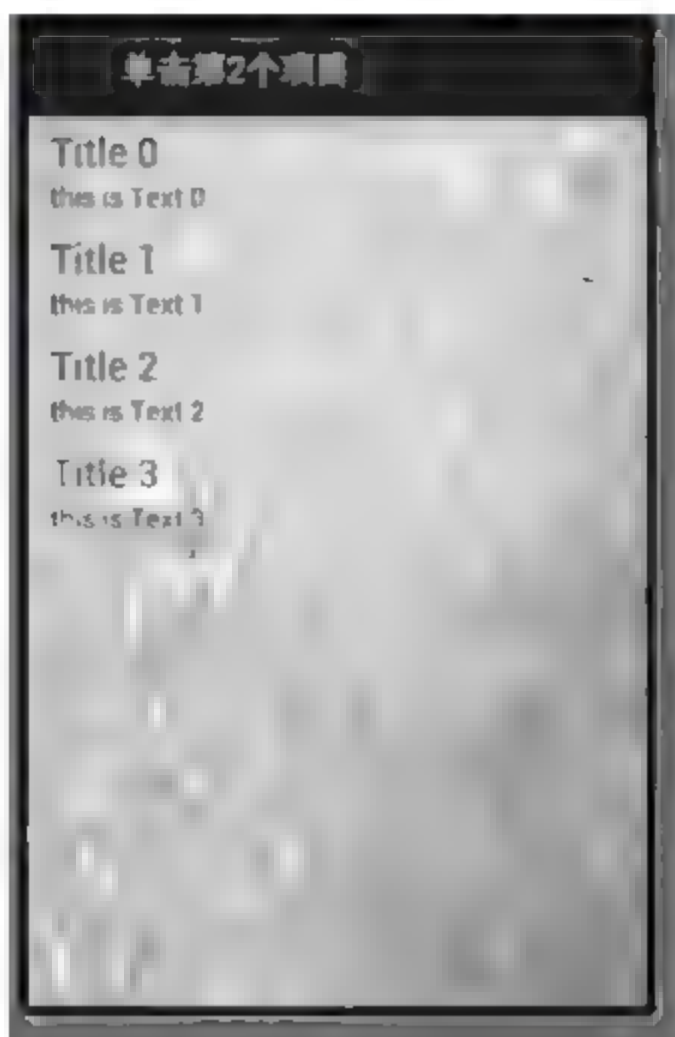 单击第2个项目
Title 0
this is Text 0
Title 1
this is Text 1
Title 2
this is Text 2
Title 3
this is Text 3